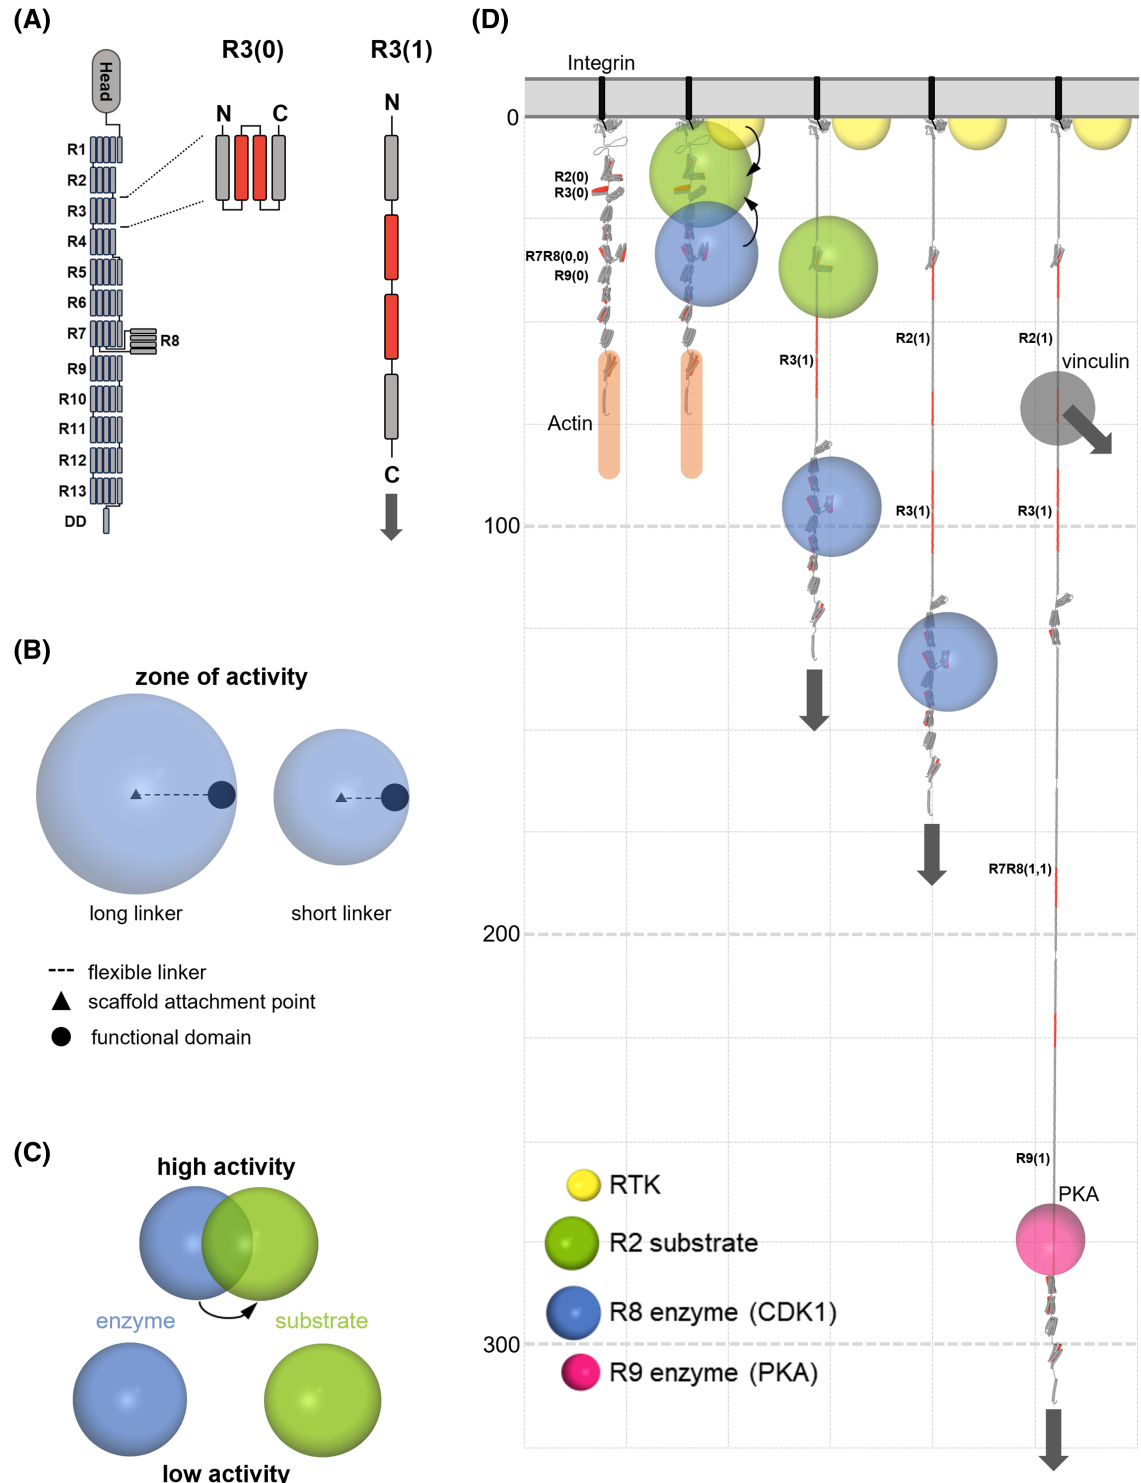 (A)
R3(0)
R3(1)
Head
N
C
N
R1
R2
R3
R4
R5
R6
R7
R8
R9
R10
R11
R12
R13
DD
C
(B)
zone of activity
long linker
short linker
flexible linker
scaffold attachment point
functional domain
(C)
high activity
enzyme
substrate
low activity
(D)
Integrin
0
R2(0)
R3(0)
R7R8(0,0)
R9(0)
Actin
R3(1)
R2(1)
R2(1)
vinculin
100
R3(1)
R3(1)
R7R8(1,1)
200
R9(1)
PKA
RTK
R2 substrate
R8 enzyme (CDK1)
300
R9 enzyme (PKA)